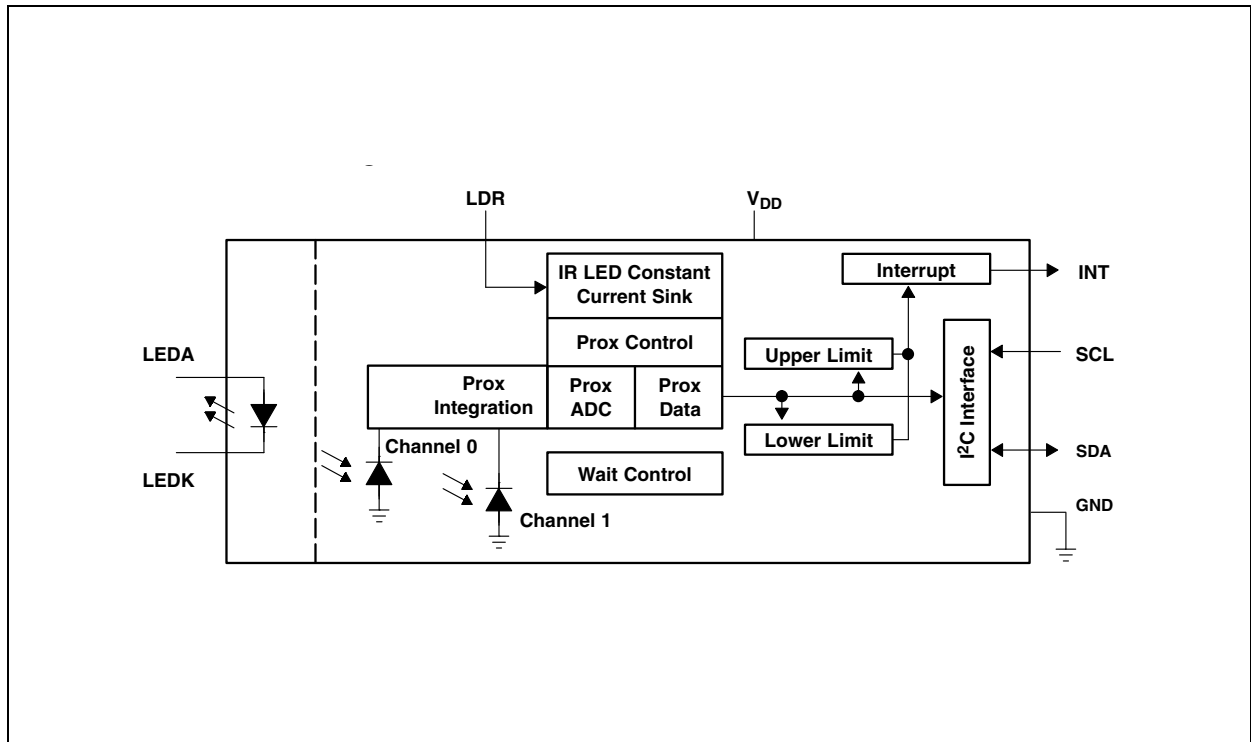 LDR
VDD
IR LED Constant
Current Sink
Interrupt
INT
Prox Control
LEDA
Upper Limit
SCL
Prox
Integration
Prox
ADC
Prox
Data
I2C Interface
Channel 0
Lower Limit
SDA
LEDK
Wait Control
GND
Channel 1